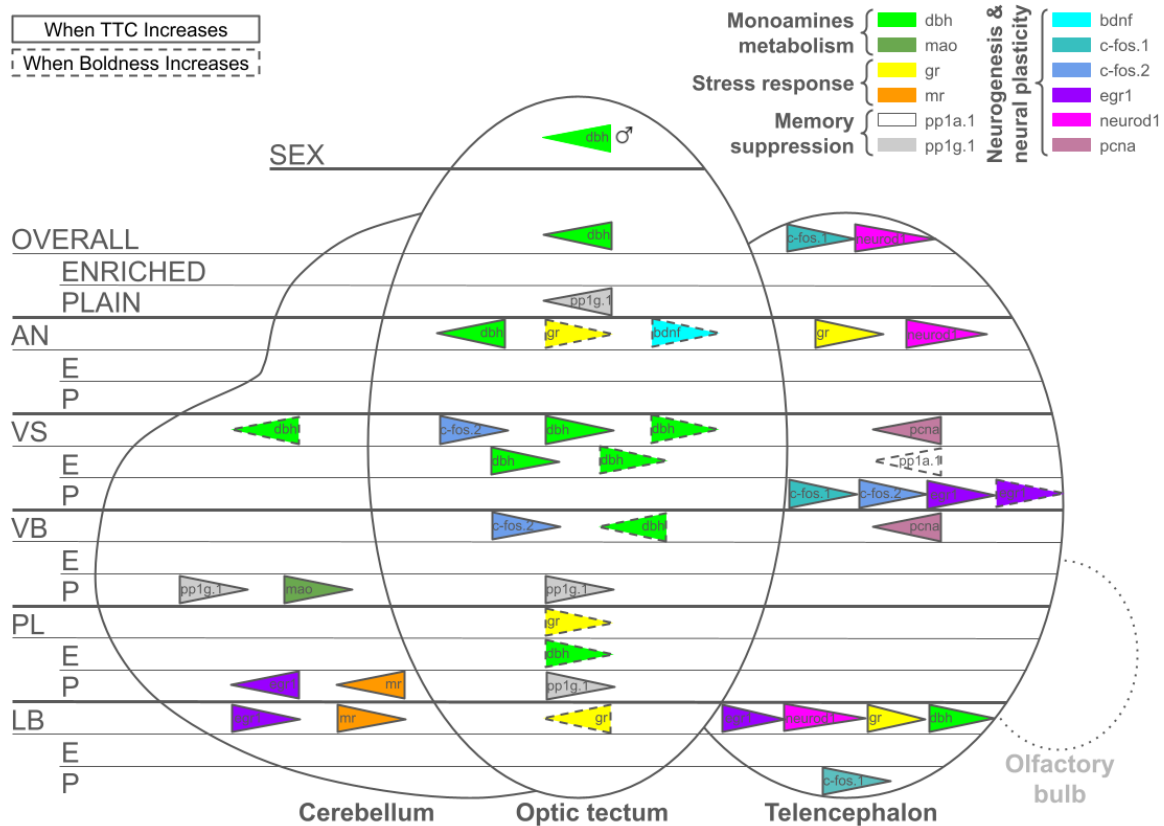 When TTC Increases
When Boldness Increases
Monoamines metabolism
dbh
mao
Stress response
gr
mr
Memory suppression
pp1a.1
pp1g.1
Neurogenesis & neural plasticity
bdnf
c-fos.1
c-fos.2
egr1
neurod1
pcna
SEX dbh ♂
OVERALL dbh c-fos.1 neurod1
ENRICHED
PLAIN pp1g.1
AN dbh gr bdnf gr neurod1
E
P
VS dbh c-fos.2 dbh dbh pcna
E dbh dbh pp1a.1
P c-fos.1 c-fos.2 egr1 egr1
VB c-fos.2 dbh pcna
E
P pp1g.1 mao pp1g.1
PL gr
E dbh
P egr1 mr pp1g.1
LB egr1 mr gr egr1 neurod1 gr dbh
E
P c-fos.1
Cerebellum Optic tectum Telencephalon
Olfactory
bulb